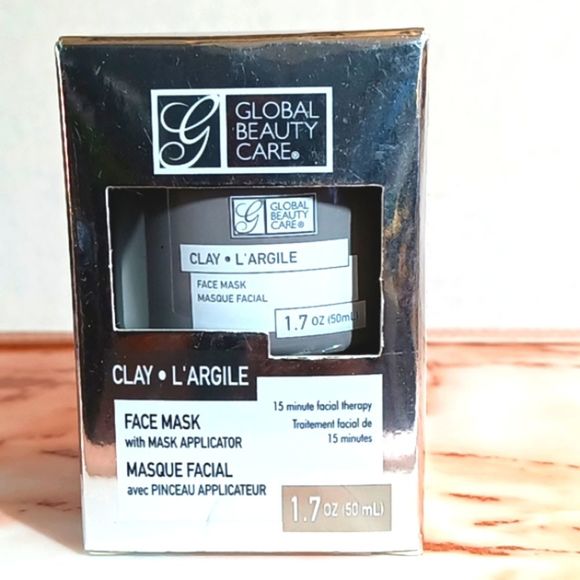 GLOBAL
BEAUTY
CARE®
GLOBAL
BEAUTY
CARE®
CLAY • L'ARGILE
FACE MASK
MASQUE FACIAL
1.7 OZ (50mL
CLAY • L'ARGILE
FACE MASK
with MASK APPLICATOR
MASQUE FACIAL
avec PINCEAU APPLICATEUR
15 minute facial therapy
Traitement facial de
15 minutes
1.7 OZ (50 mL)